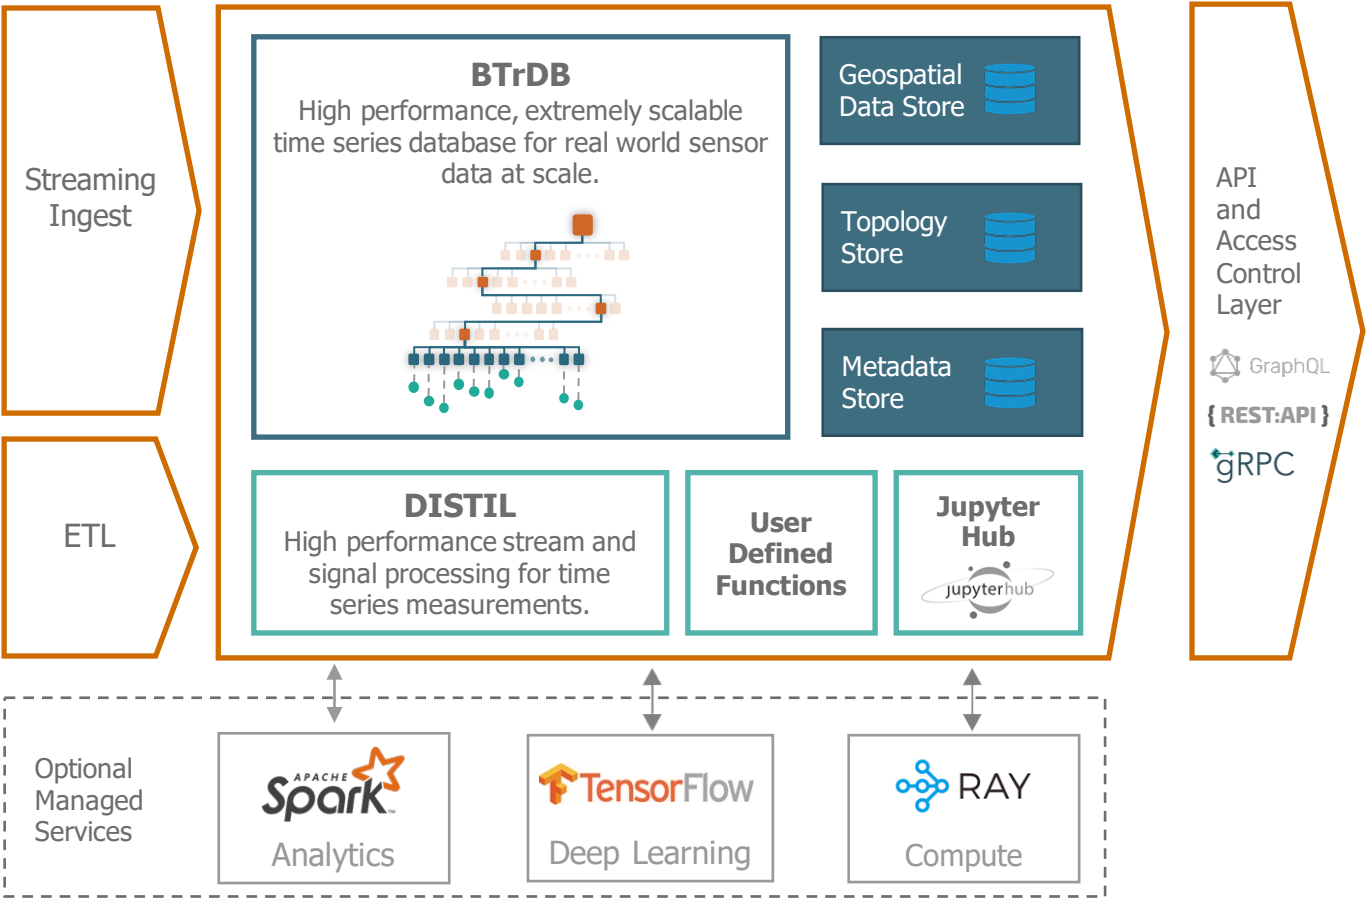 Streaming
Ingest
ETL
BTrDB
High performance, extremely scalable
time series database for real world sensor
data at scale.
Geospatial
Data Store
Topology
Store
Metadata
Store
DISTIL
High performance stream and
signal processing for time
series measurements.
User
Defined
Functions
Jupyter
Hub
jupyterhub
API
and
Access
Control
Layer
GraphQL
{ REST:API }
gRPC
Optional
Managed
Services
APACHE
Spark™
Analytics
TensorFlow
Deep Learning
RAY
Compute